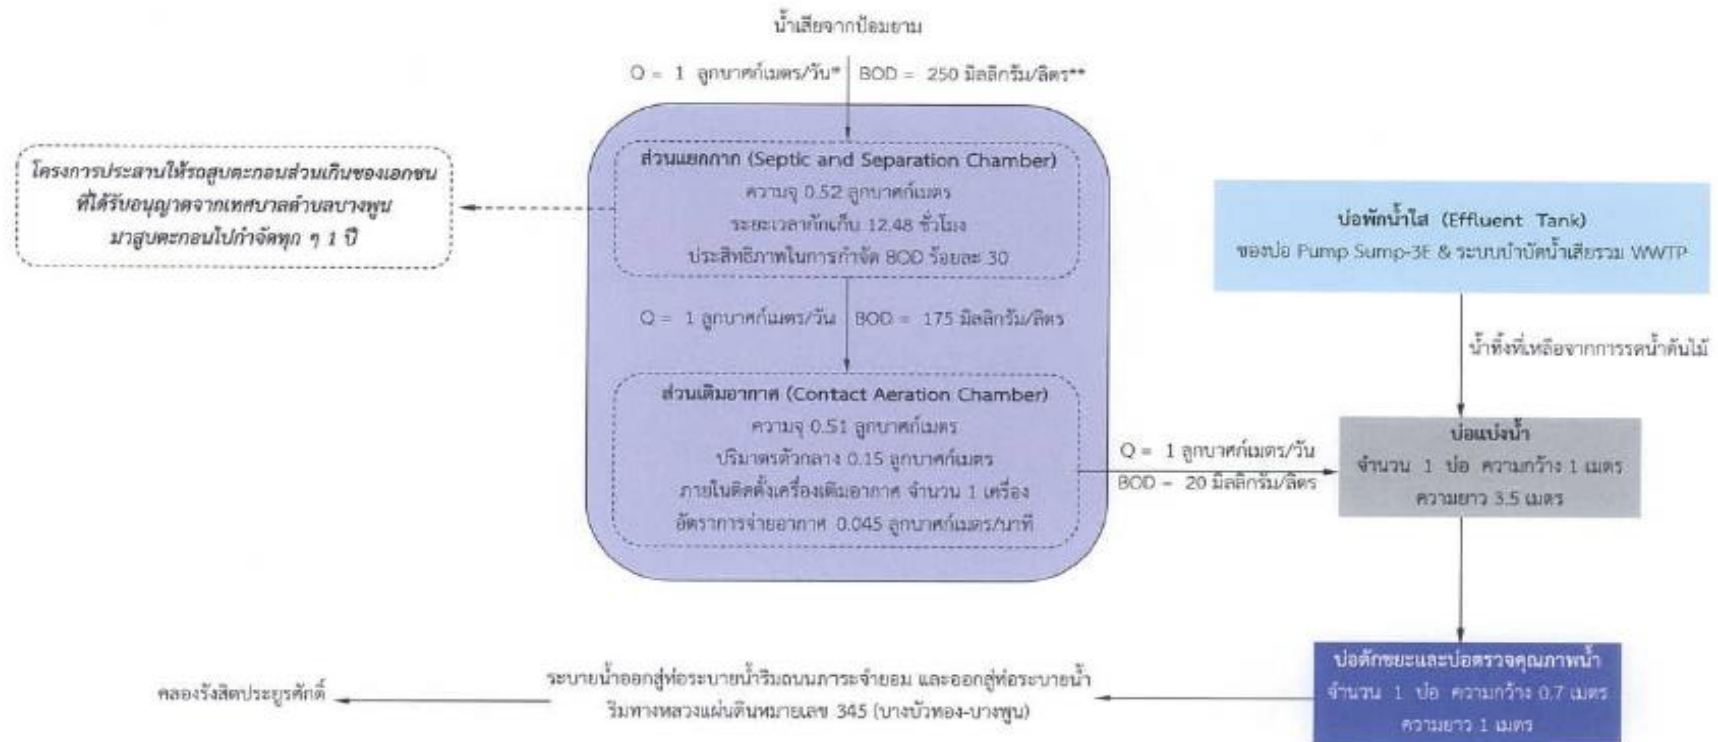 น้ำเสียจากป้อมยาม
Q = 1 ลูกบาศก์เมตร/วัน* BOD = 250 มิลลิกรัม/ลิตร**
ส่วนแยกกาก (Septic and Separation Chamber)
ความจุ 0.52 ลูกบาศก์เมตร
ระยะเวลากักเก็บ 12.48 ชั่วโมง
ประสิทธิภาพในการกำจัด BOD ร้อยละ 30
โครงการประสานให้รถสูบตะกอนส่วนเกินของเอกชน
ที่ได้รับอนุญาตจากเทศบาลตำบลบางพูน
มาสูบตะกอนไปกำจัดทุก ๆ 1 ปี
Q = 1 ลูกบาศก์เมตร/วัน BOD = 175 มิลลิกรัม/ลิตร
ส่วนเติมอากาศ (Contact Aeration Chamber)
ความจุ 0.51 ลูกบาศก์เมตร
ปริมาตรตัวกลาง 0.15 ลูกบาศก์เมตร
ภายในติดตั้งเครื่องเติมอากาศ จำนวน 1 เครื่อง
อัตราการจ่ายอากาศ 0.045 ลูกบาศก์เมตร/นาที
Q = 1 ลูกบาศก์เมตร/วัน
BOD = 20 มิลลิกรัม/ลิตร
บ่อพักน้ำใส (Effluent Tank)
ของบ่อ Pump Sump-3E & ระบบบำบัดน้ำเสียรวม WWTP
น้ำทิ้งที่เหลือจากการรดน้ำต้นไม้
บ่อแบ่งน้ำ
จำนวน 1 บ่อ ความกว้าง 1 เมตร
ความยาว 3.5 เมตร
บ่อดักขยะและบ่อตรวจคุณภาพน้ำ
จำนวน 1 บ่อ ความกว้าง 0.7 เมตร
ความยาว 1 เมตร
ระบายน้ำออกสู่ท่อระบายน้ำริมถนนภาระจำยอม และออกสู่ท่อระบายน้ำ
ริมทางหลวงแผ่นดินหมายเลข 345 (บางบัวทอง-บางพูน)
คลองรังสิตประยูรศักดิ์